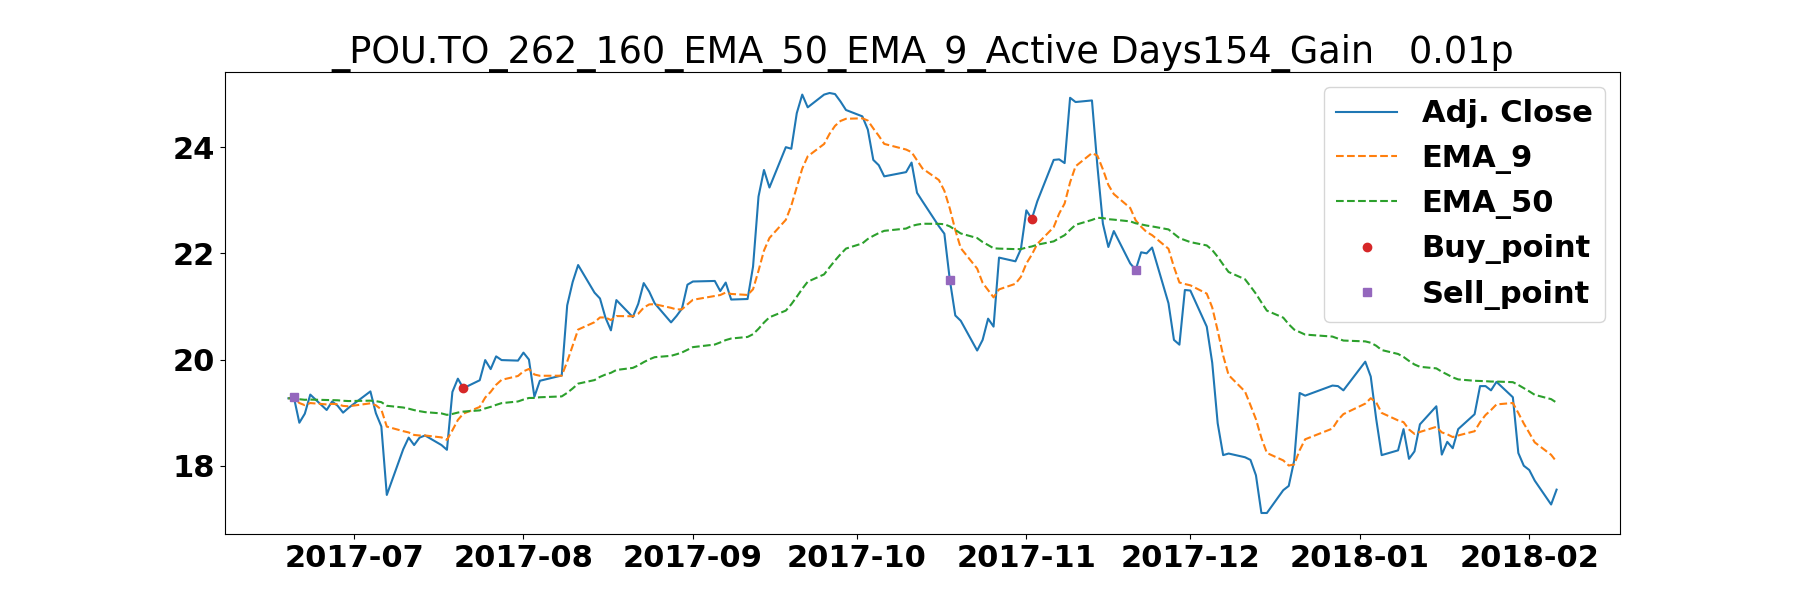 _POU.TO_262_160_EMA_50_EMA_9_Active Days154_Gain   0.01p
Adj. Close
EMA_9
EMA_50
Buy_point
Sell_point
24
22
20
18
2017-07 2017-08 2017-09 2017-10 2017-11 2017-12 2018-01 2018-02